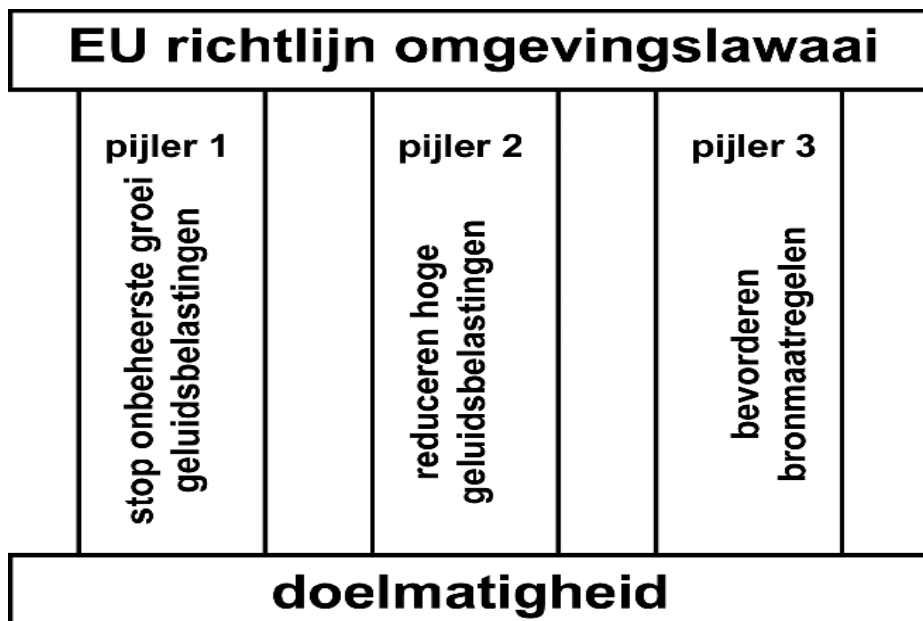 EU richtlijn omgevingslawaai
pijler 1
stop onbeheerste groei
geluidsbelastingen
pijler 2
reduceren hoge
geluidsbelastingen
pijler 3
bevorderen
bronmaatregelen
doelmatigheid